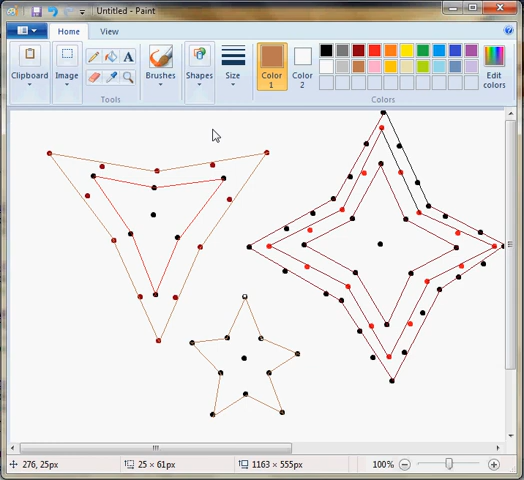 Untitled - Paint
Home View
Clipboard Image Tools Brushes Shapes Size Color 1 Color 2 Edit colors
Colors
276, 25px 25 × 61px 1163 × 555px 100%